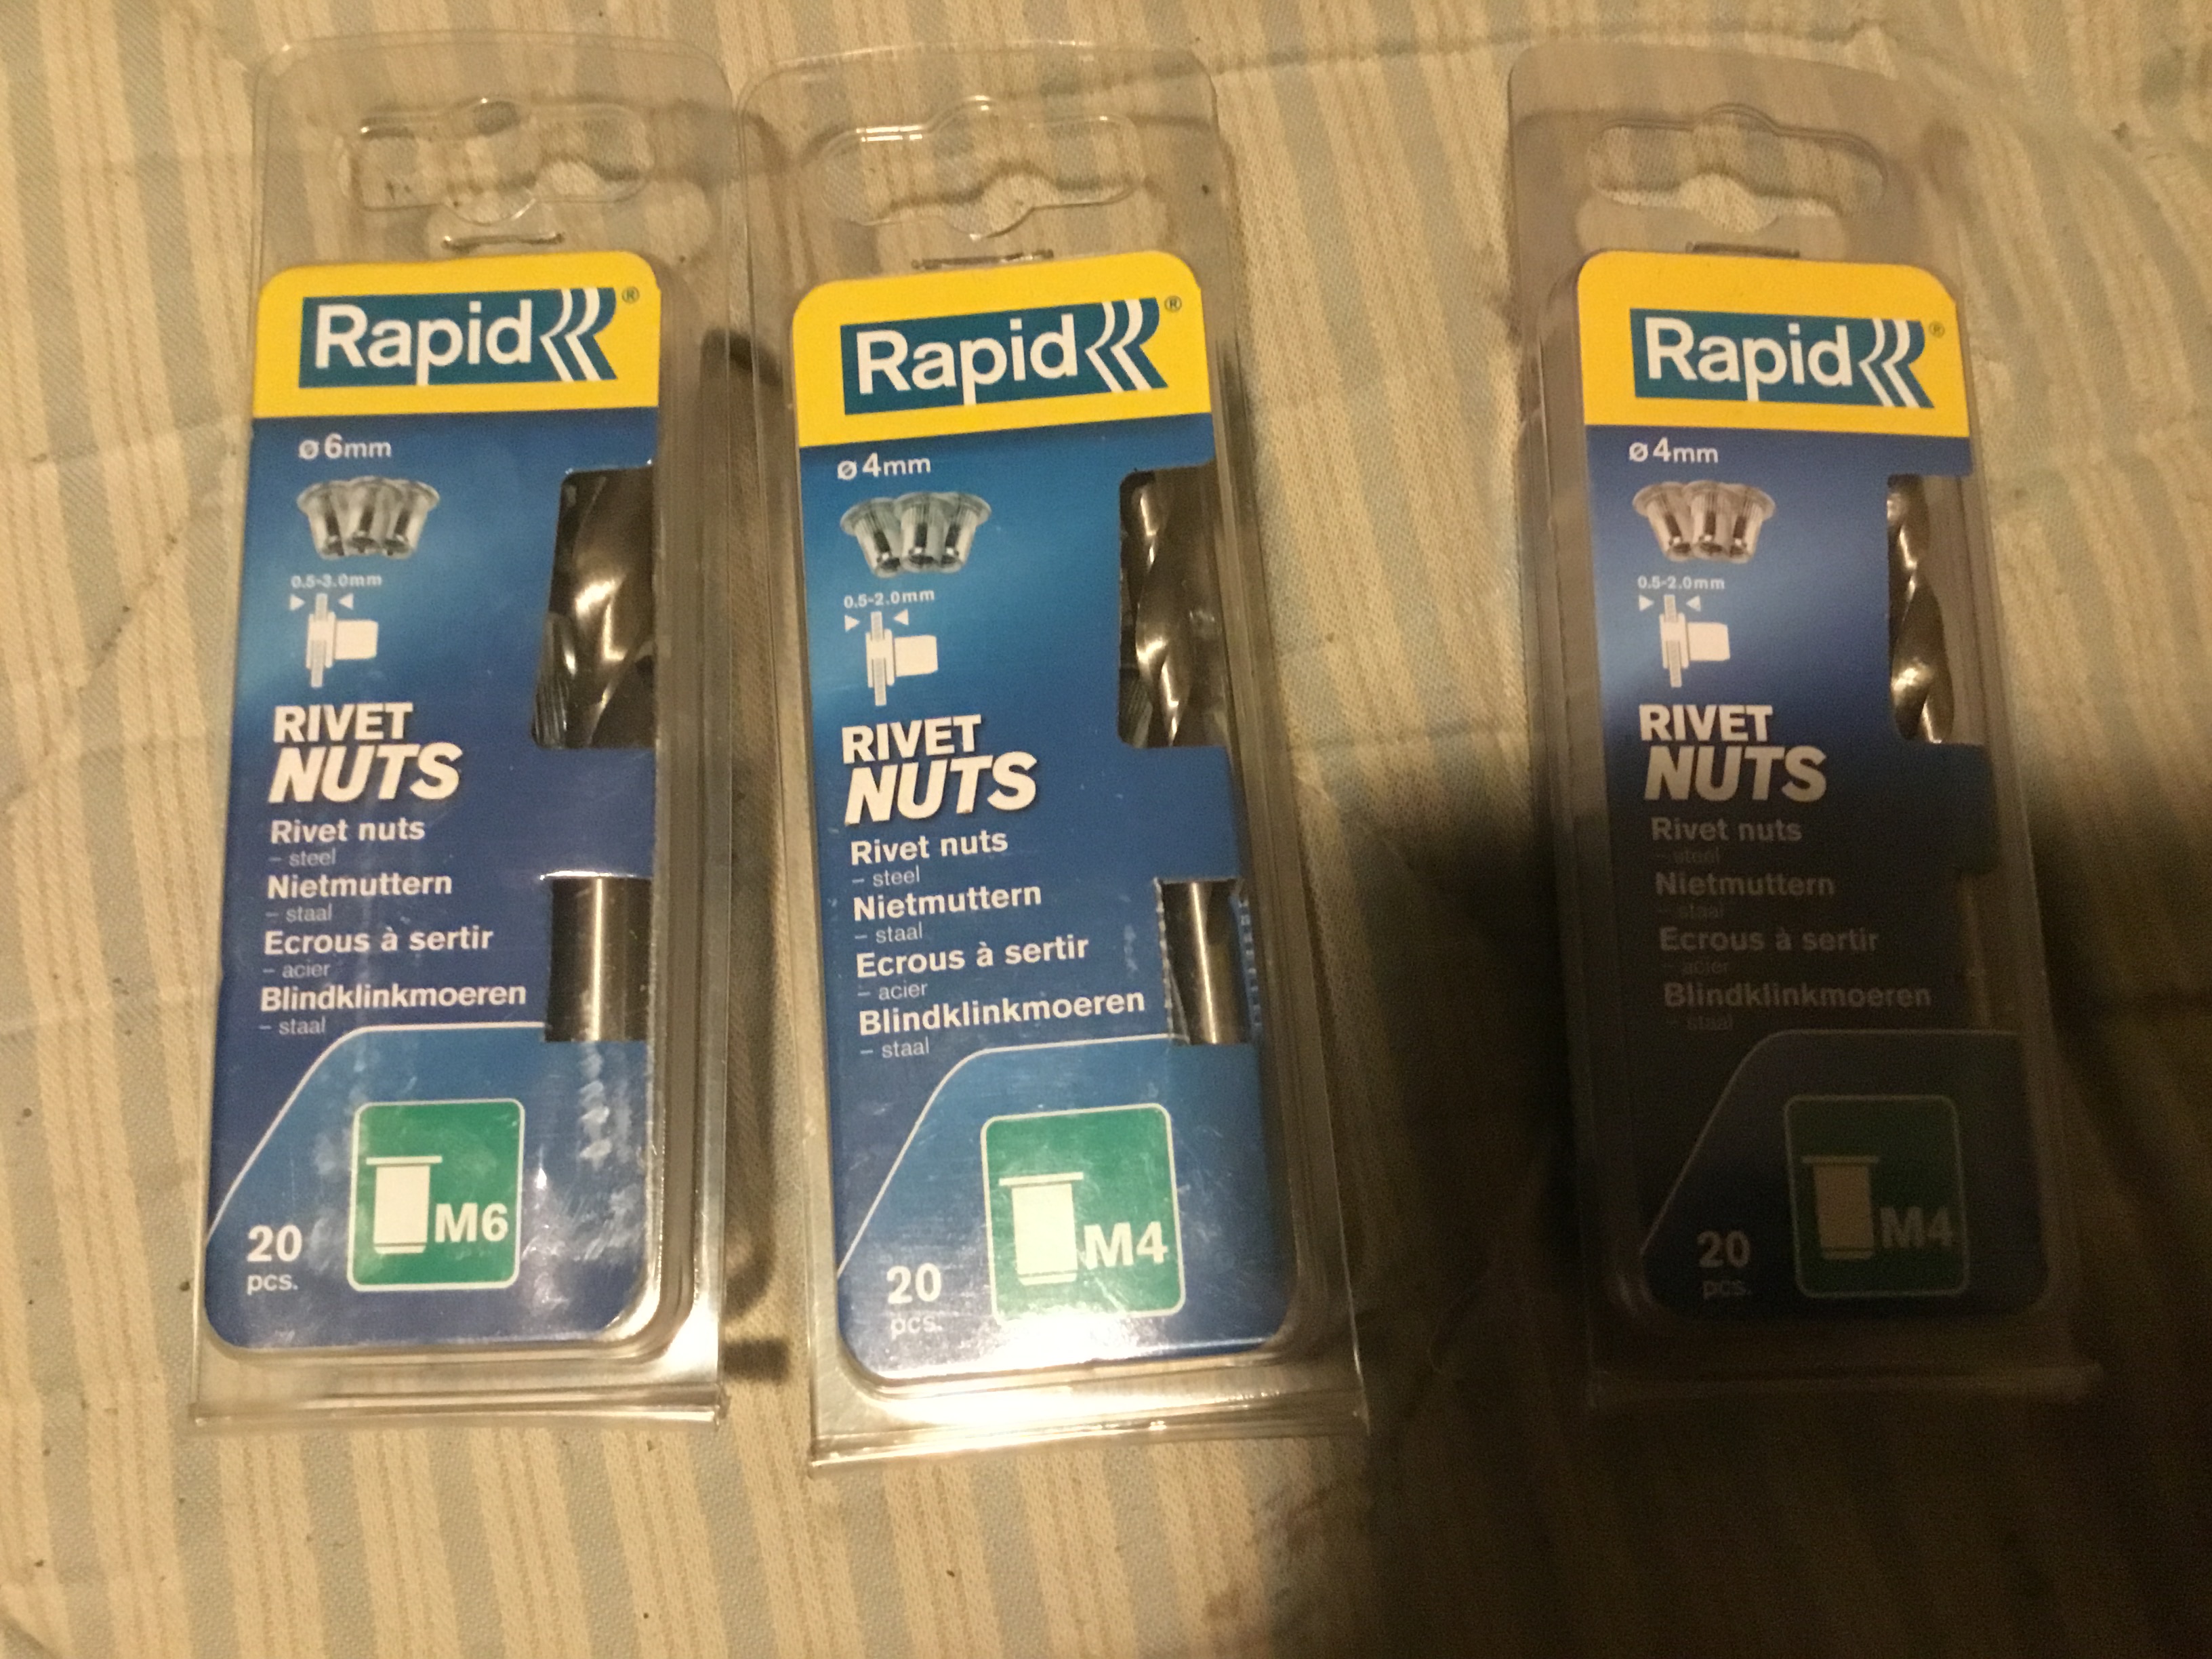 Rapid®
ø 6mm
0.5-3.0mm
RIVET
NUTS
Rivet nuts
– steel
Nietmuttern
– staal
Ecrous à sertir
– acier
Blindklinkmoeren
– staal
20
pcs.
M6
Rapid®
ø 4mm
0.5-2.0mm
RIVET
NUTS
Rivet nuts
– steel
Nietmuttern
– staal
Ecrous à sertir
– acier
Blindklinkmoeren
– staal
20
pcs.
M4
Rapid®
ø 4mm
0.5-2.0mm
RIVET
NUTS
Rivet nuts
– steel
Nietmuttern
– staal
Ecrous à sertir
– acier
Blindklinkmoeren
– staal
20
pcs.
M4